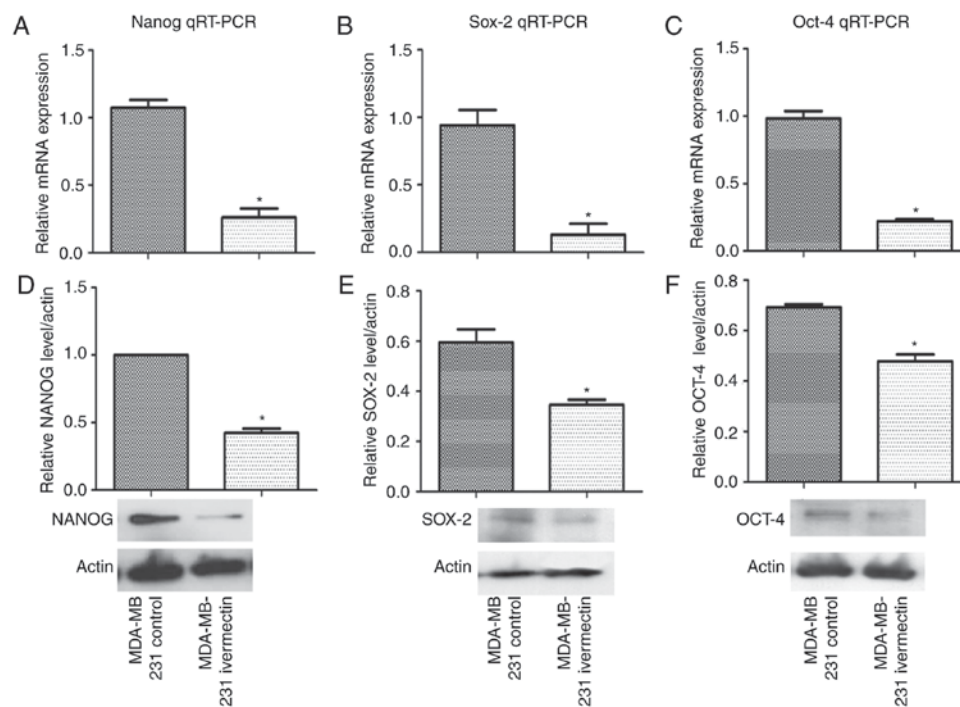 A
Nanog qRT-PCR
Relative mRNA expression
1.5
1.0
0.5
0.0
*
B
Sox-2 qRT-PCR
Relative mRNA expression
1.5
1.0
0.5
0.0
*
C
Oct-4 qRT-PCR
Relative mRNA expression
1.5
1.0
0.5
0.0
*
D
Relative NANOG level/actin
1.5
1.0
0.5
0.0
*
NANOG
Actin
MDA-MB
231 control
MDA-MB-
231 ivermectin
E
Relative SOX-2 level/actin
0.8
0.6
0.4
0.2
0.0
*
SOX-2
Actin
MDA-MB
231 control
MDA-MB-
231 ivermectin
F
Relative OCT-4 level/actin
0.8
0.6
0.4
0.2
0.0
*
OCT-4
Actin
MDA-MB
231 control
MDA-MB-
231 ivermectin